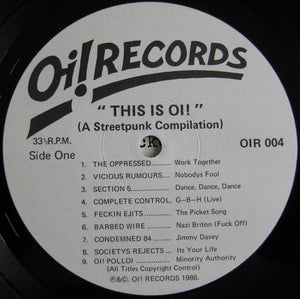 Oi! RECORDS
" THIS IS OI! "
(A Streetpunk Compilation)
33⅓ R.P.M.
Side One
OIR 004
1. THE OPPRESSED........ Work Together
2. VICIOUS RUMOURS..... Nobodys Fool
3. SECTION 5................ Dance, Dance, Dance
4. COMPLETE CONTROL. G–B–H (Live)
5. FECKIN EJITS ............ The Picket Song
6. BARBED WIRE ........... Nazi Briton (Fuck Off)
7. CONDEMNED 84 ......... Jimmy Davey
8. SOCIETYS REJECTS ... Its Your Life
9. OI! POLLOI ................ Minority Authority
(All Titles Copyright Control)
℗&©. OI! RECORDS 1986.